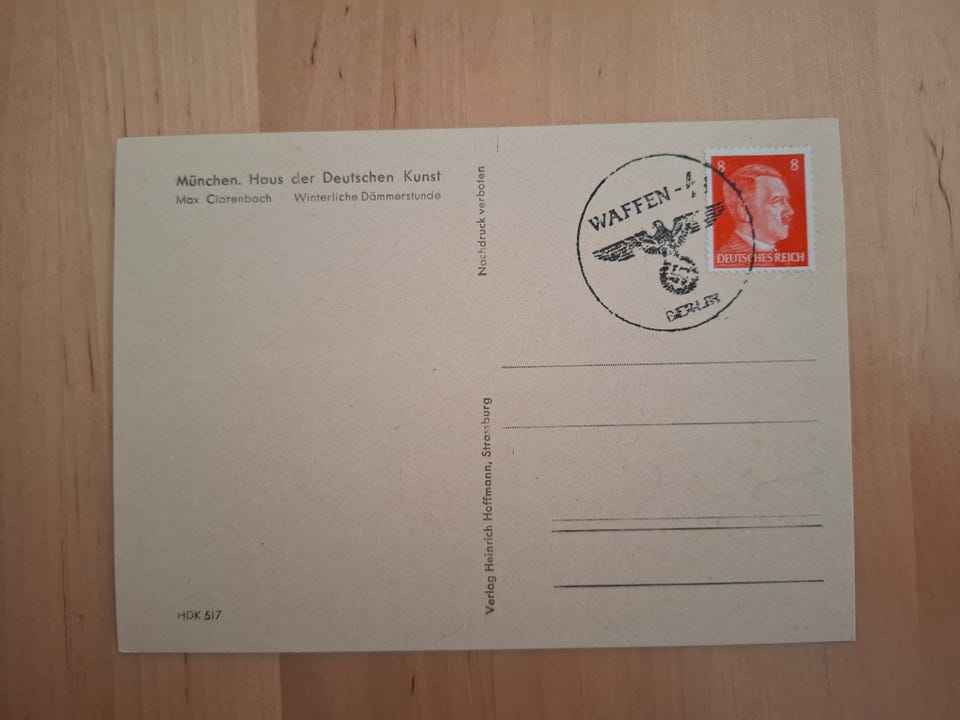 München. Haus der Deutschen Kunst
Max Clarenbach Winterliche Dämmerstunde
Nachdruck verboten
Verlag Heinrich Hoffmann, Strassburg
HDK 517
WAFFEN-
BERLIN
8 8
DEUTSCHES REICH